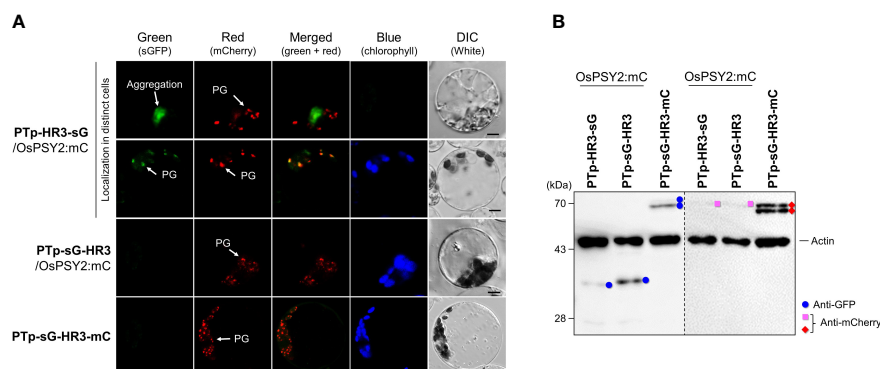 A
Green
(sGFP)
Red
(mCherry)
Merged
(green + red)
Blue
(chlorophyll)
DIC
(White)
PTp-HR3-sG
/OsPSY2:mC
Localization in distinct cells
Aggregation
PG
PG
PG
PTp-sG-HR3
/OsPSY2:mC
PG
PTp-sG-HR3-mC
PG
B
OsPSY2:mC
OsPSY2:mC
PTp-HR3-sG
PTp-sG-HR3
PTp-sG-HR3-mC
PTp-HR3-sG
PTp-sG-HR3
PTp-sG-HR3-mC
(kDa)
70
43
28
Actin
Anti-GFP
Anti-mCherry